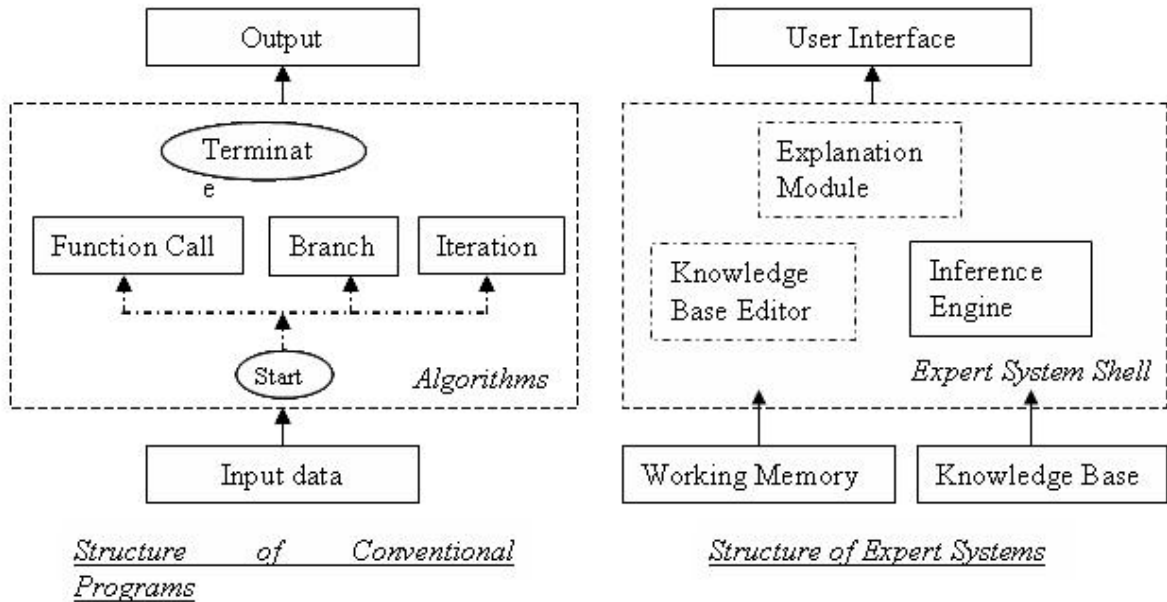 Output
Terminat
e
Function Call
Branch
Iteration
Start
Algorithms
Input data
Structure of Conventional
Programs
User Interface
Explanation
Module
Knowledge
Base Editor
Inference
Engine
Expert System Shell
Working Memory
Knowledge Base
Structure of Expert Systems